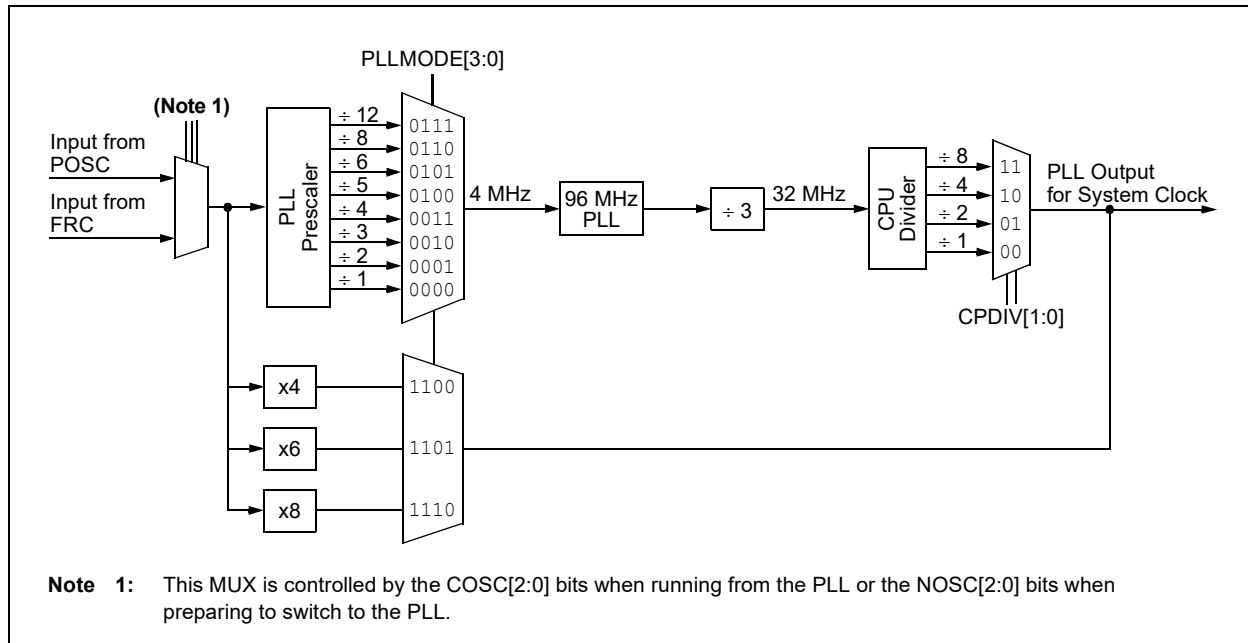 PLLMODE[3:0]
(Note 1)
Input from
POSC
Input from
FRC
PLL
Prescaler
÷ 12
÷ 8
÷ 6
÷ 5
÷ 4
÷ 3
÷ 2
÷ 1
0111
0110
0101
0100
0011
0010
0001
0000
4 MHz
96 MHz
PLL
÷ 3
32 MHz
CPU
Divider
÷ 8
÷ 4
÷ 2
÷ 1
11
10
01
00
PLL Output
for System Clock
CPDIV[1:0]
x4
x6
x8
1100
1101
1110
Note 1: This MUX is controlled by the COSC[2:0] bits when running from the PLL or the NOSC[2:0] bits when
preparing to switch to the PLL.